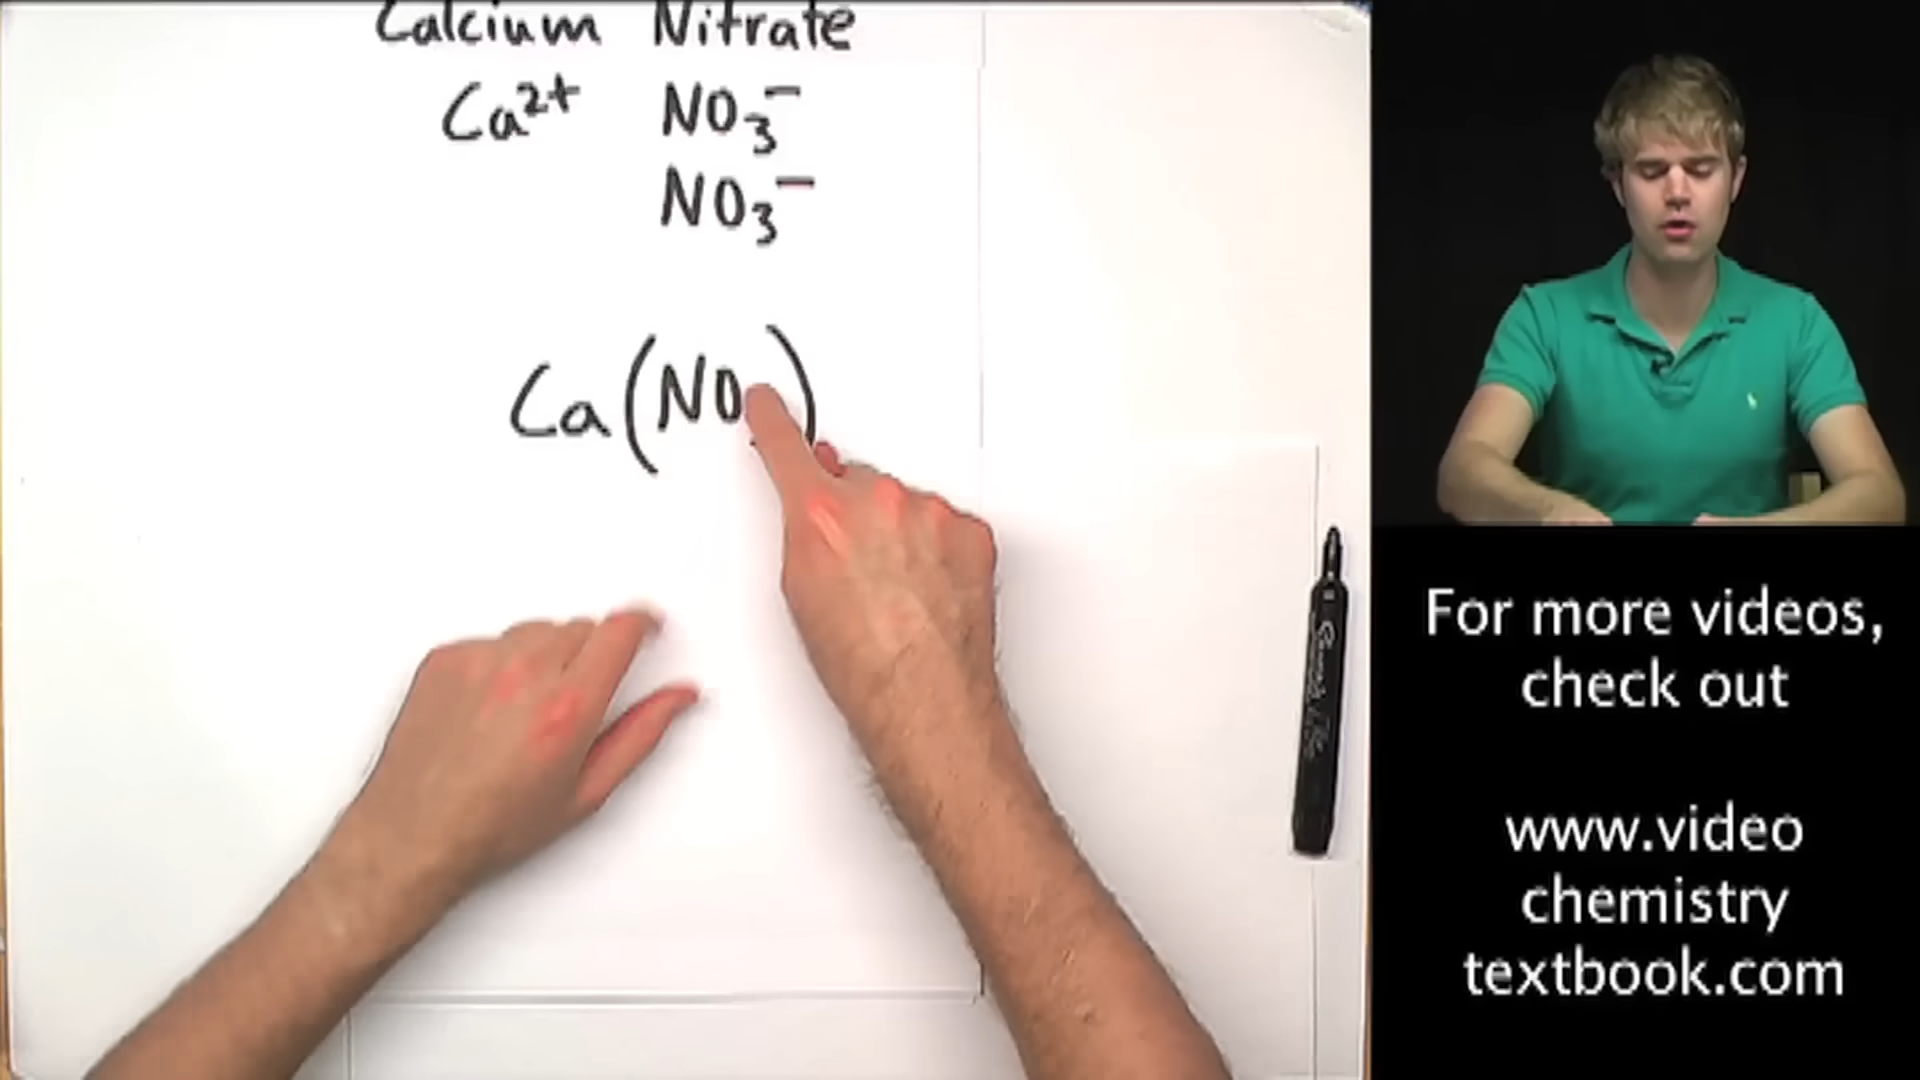 Calcium Nitrate
Ca²⁺ NO₃⁻
NO₃⁻
Ca(NO )
For more videos,
check out
www.video
chemistry
textbook.com